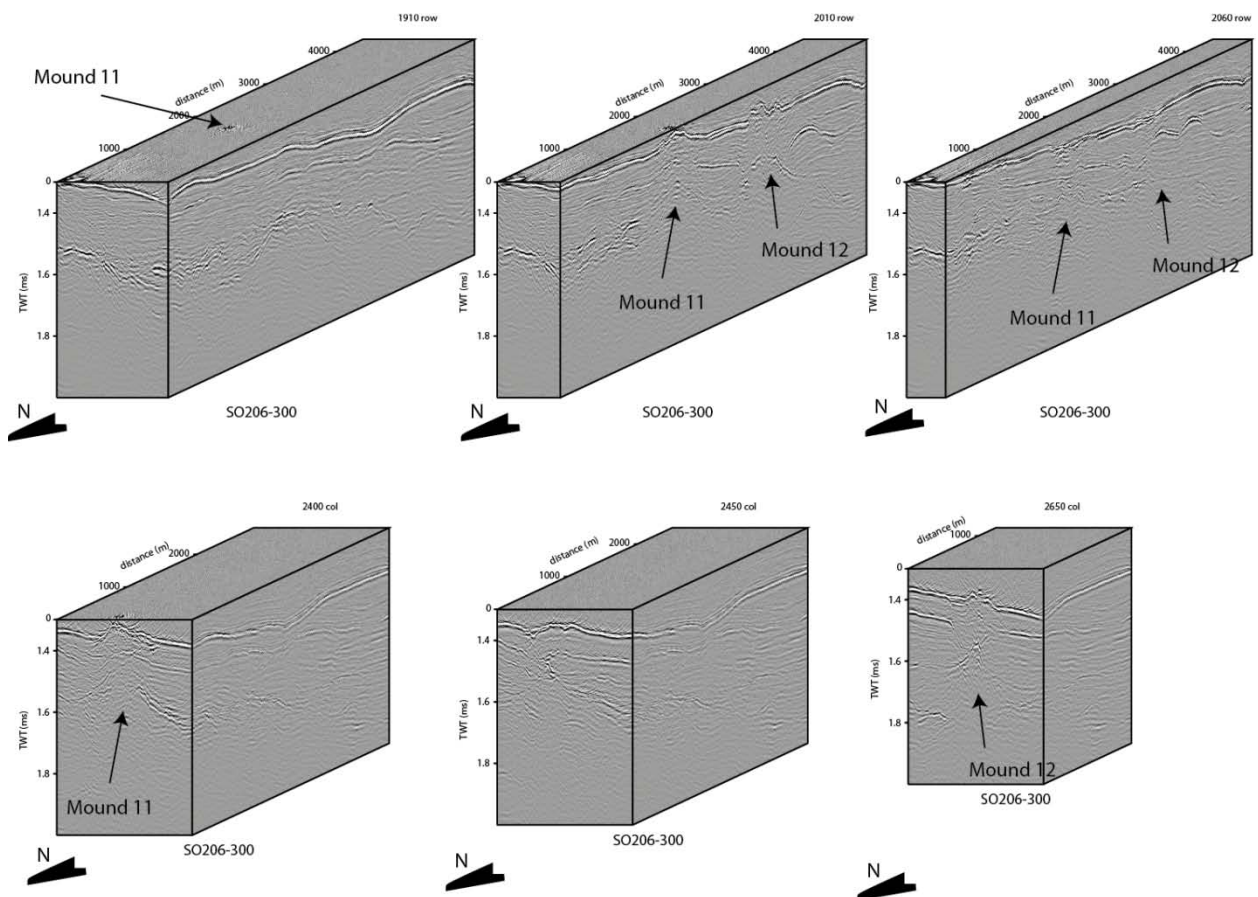 1910 row
4000
3000
distance (m)
2000
1000
Mound 11
0
1.4
1.6
1.8
TWT (ms)
N
SO206-300
2010 row
4000
3000
distance (m)
2000
1000
0
1.4
1.6
1.8
TWT (ms)
Mound 11
Mound 12
N
SO206-300
2060 row
4000
3000
distance (m)
2000
1000
0
1.4
1.6
1.8
TWT (ms)
Mound 11
Mound 12
N
SO206-300
2400 col
distance (m)
2000
1000
0
1.4
1.6
1.8
TWT (ms)
Mound 11
SO206-300
N
2450 col
distance (m)
2000
1000
0
1.4
1.6
1.8
TWT (ms)
SO206-300
N
2650 col
distance (m)
1000
0
1.4
1.6
1.8
TWT (ms)
Mound 12
SO206-300
N